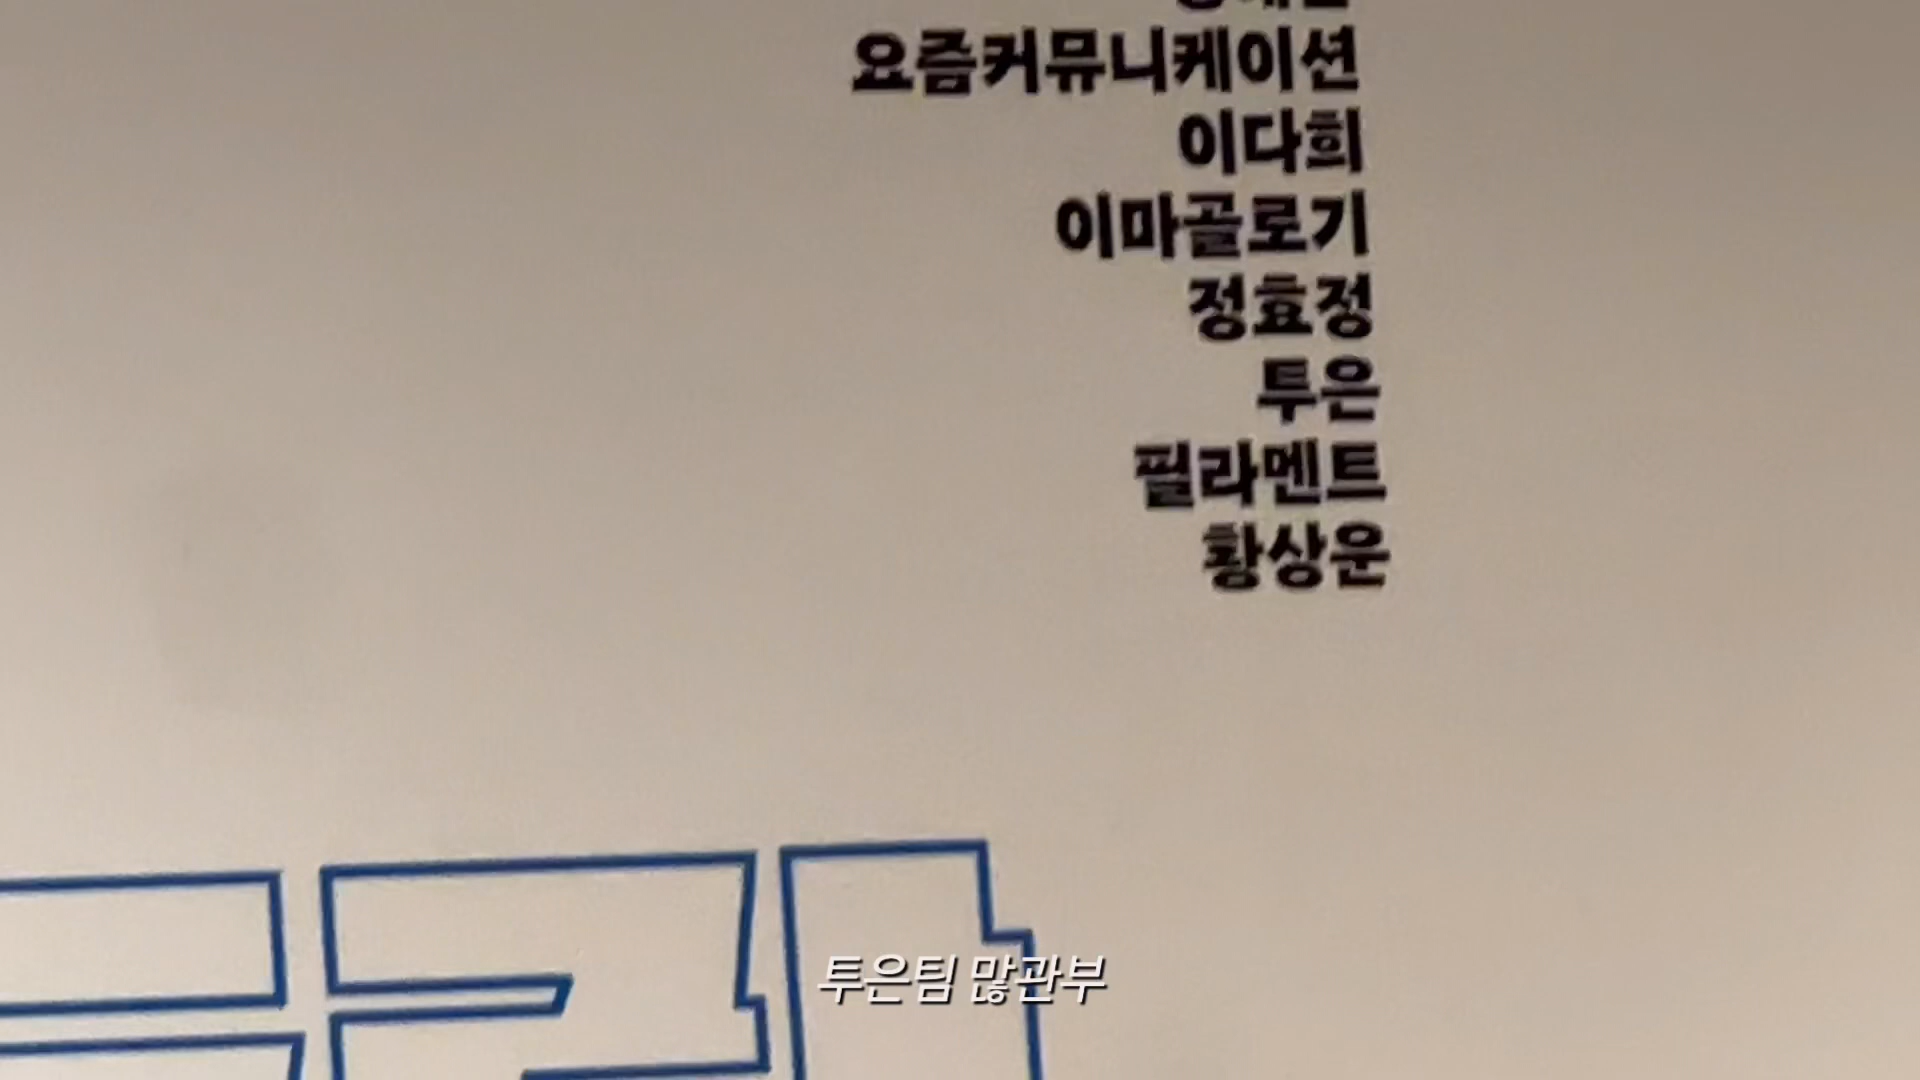 요즘커뮤니케이션
이다희
이마골로기
정효정
투은
필라멘트
황상운
투은팀 많관부